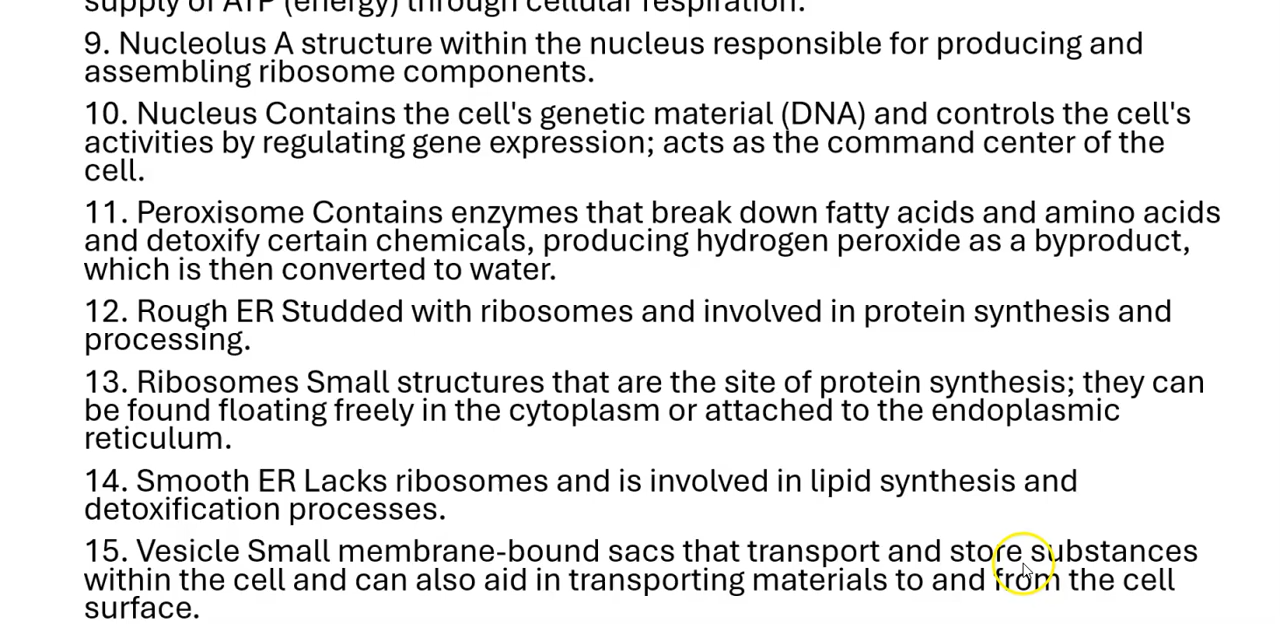 supply of ATP (energy) through cellular respiration.
9. Nucleolus A structure within the nucleus responsible for producing and
assembling ribosome components.
10. Nucleus Contains the cell's genetic material (DNA) and controls the cell's
activities by regulating gene expression; acts as the command center of the
cell.
11. Peroxisome Contains enzymes that break down fatty acids and amino acids
and detoxify certain chemicals, producing hydrogen peroxide as a byproduct,
which is then converted to water.
12. Rough ER Studded with ribosomes and involved in protein synthesis and
processing.
13. Ribosomes Small structures that are the site of protein synthesis; they can
be found floating freely in the cytoplasm or attached to the endoplasmic
reticulum.
14. Smooth ER Lacks ribosomes and is involved in lipid synthesis and
detoxification processes.
15. Vesicle Small membrane-bound sacs that transport and store substances
within the cell and can also aid in transporting materials to and from the cell
surface.